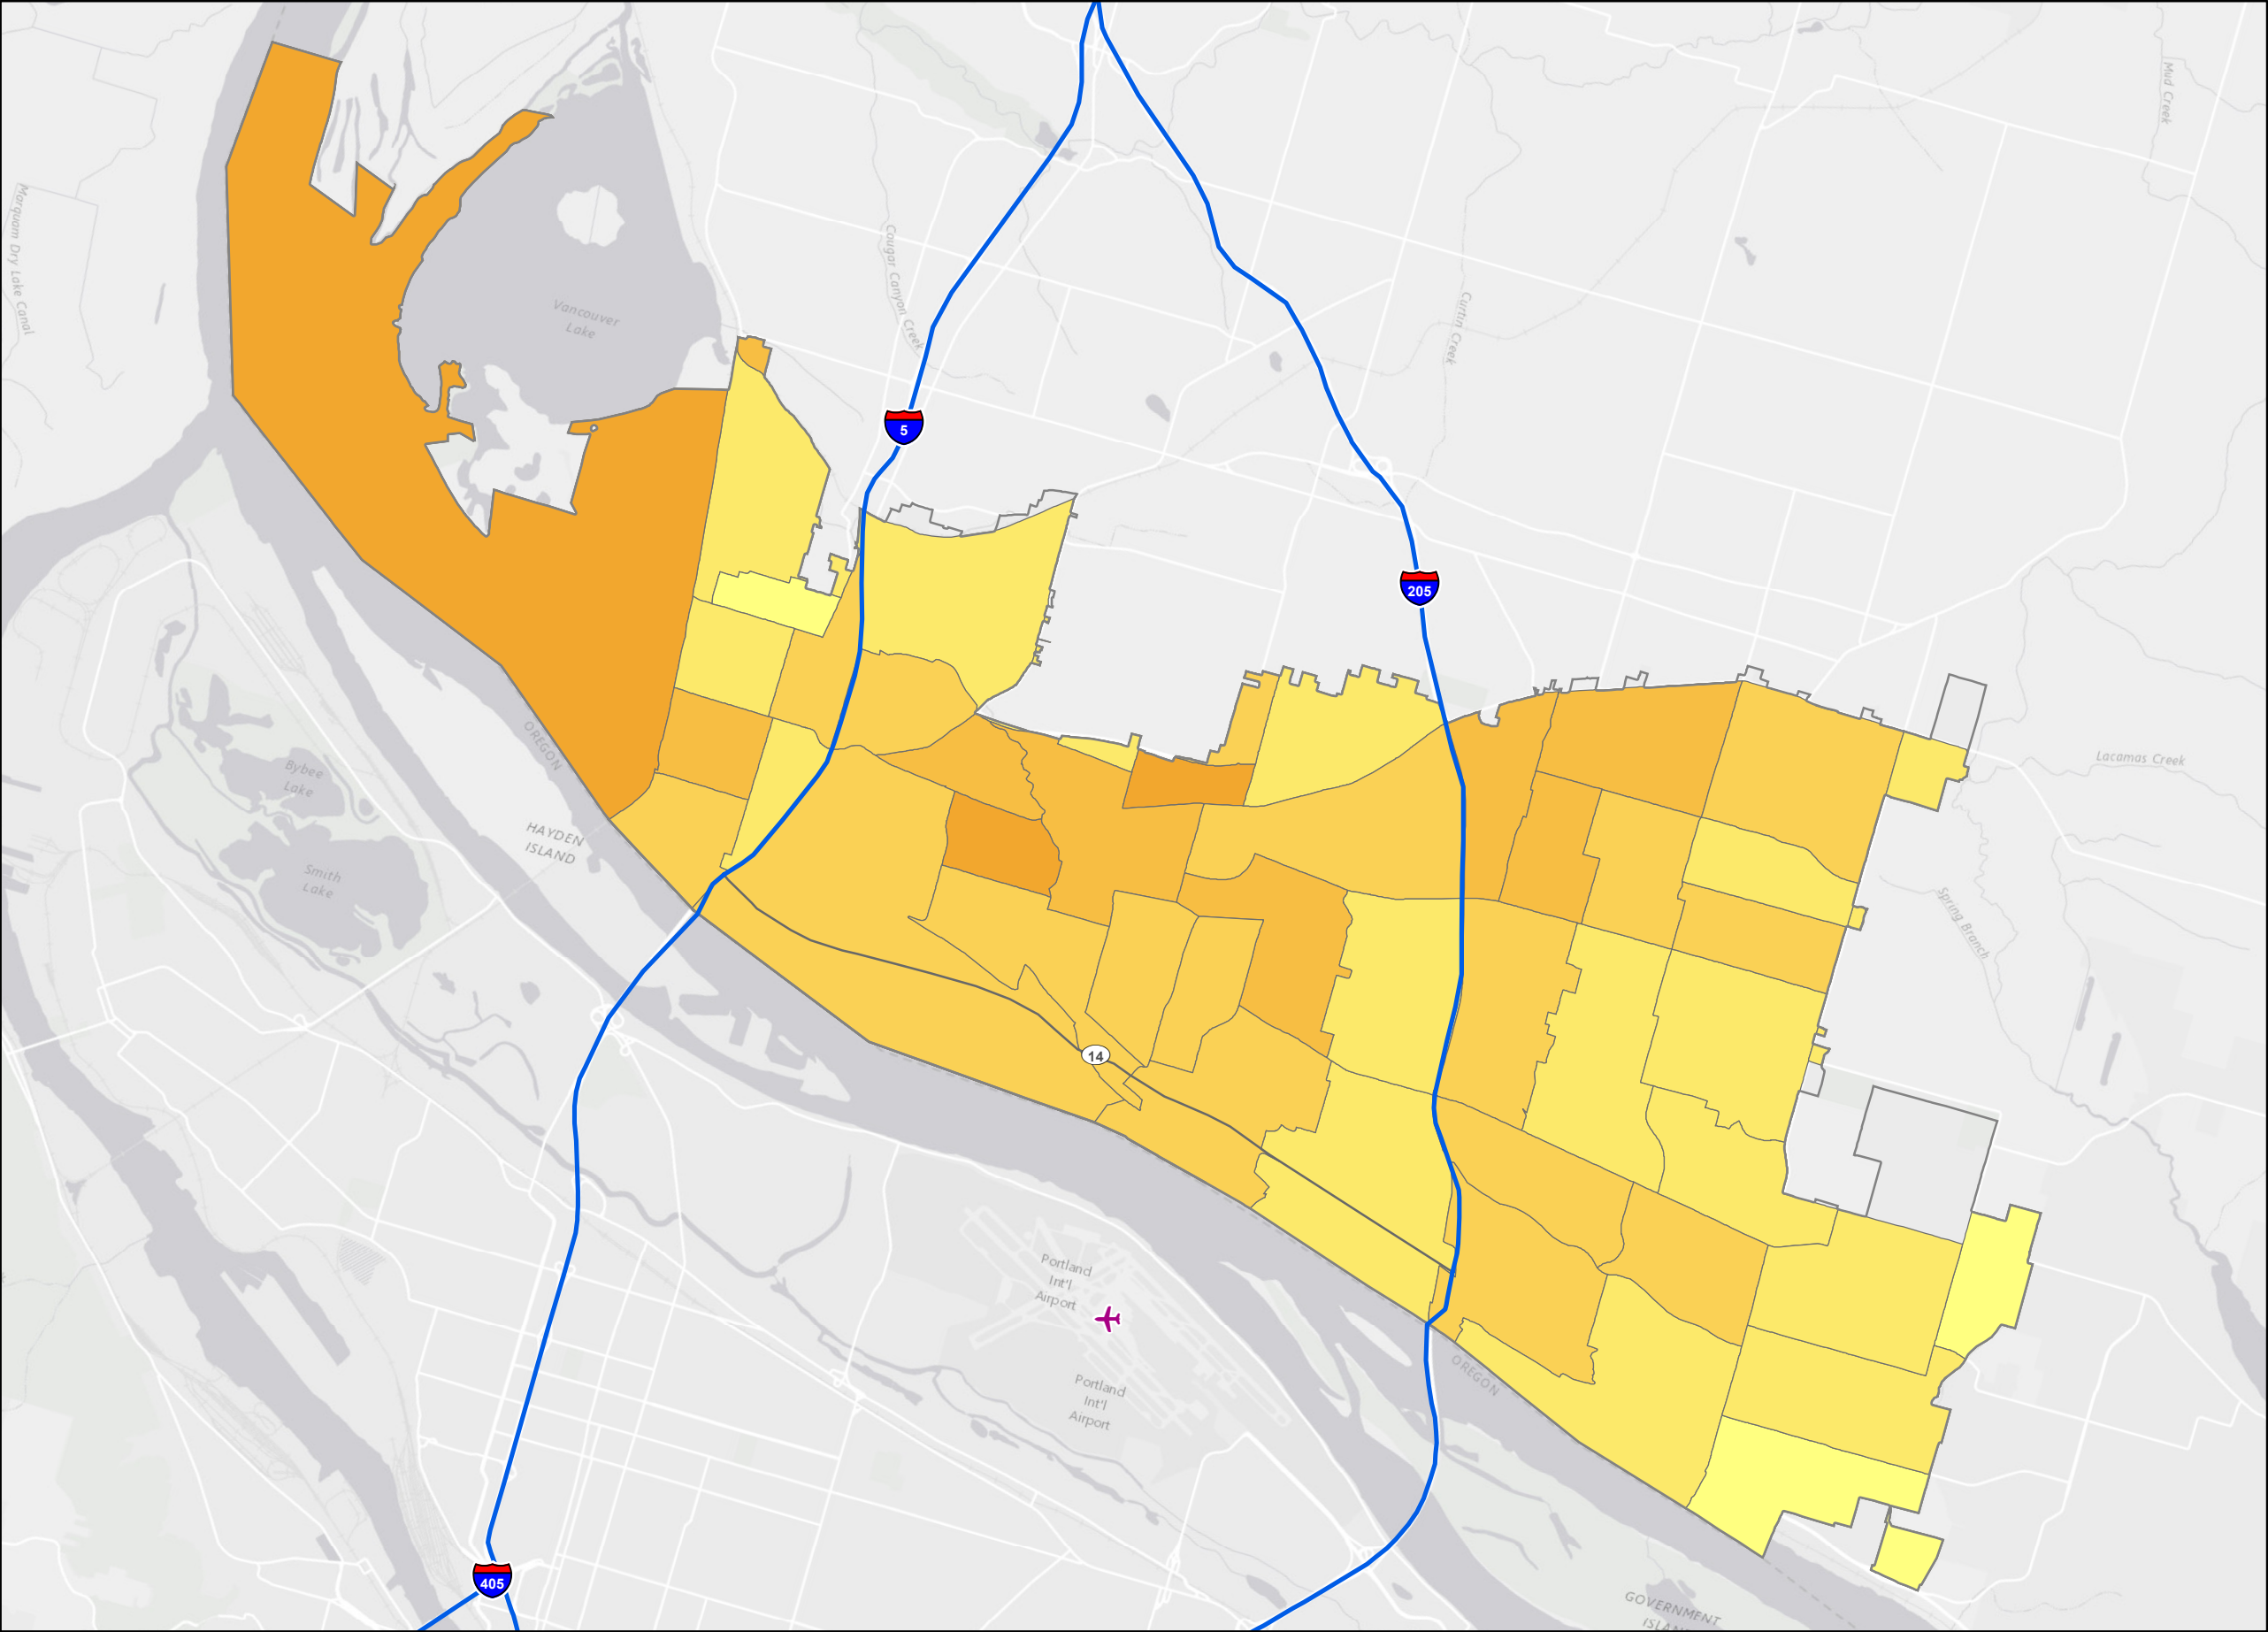 Mud Creek
Marquam Dry Lake Canal
Cougar Canyon Creek
Curtin Creek
Vancouver
Lake
5
205
OREGON
Bybee
Lake
HAYDEN
ISLAND
Smith
Lake
Lacamas Creek
Spring Branch
14
Portland
Int'l
Airport
Portland
Int'l
Airport
OREGON
405
GOVERNMENT